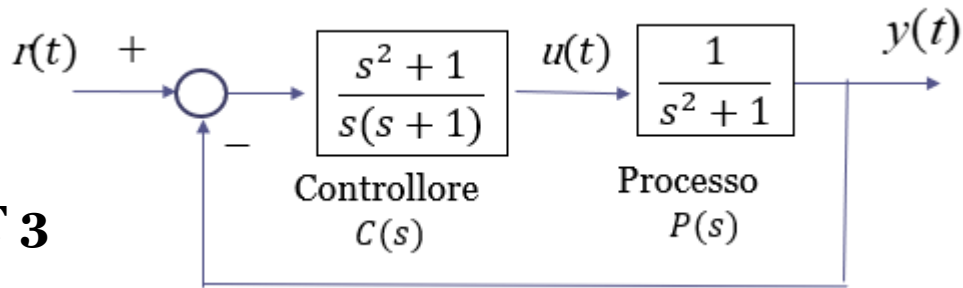 r(t) + s² + 1 u(t) 1 y(t)
s(s + 1) s² + 1
−
Controllore Processo
C(s) P(s)
3